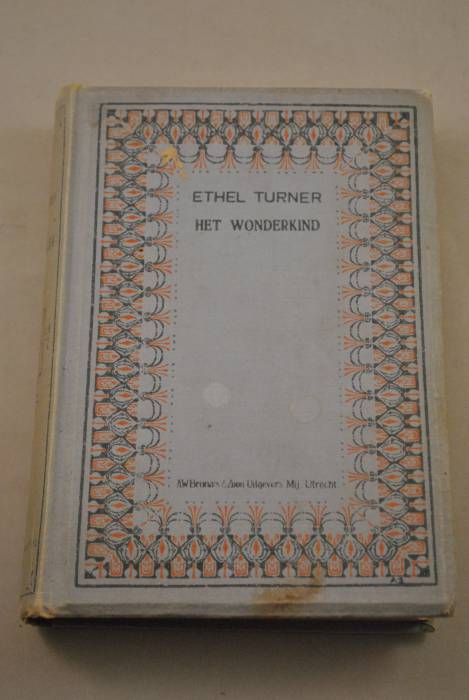 ETHEL TURNER
HET WONDERKIND
A.W. Bruna's & Zoon Uitgevers Mij. Utrecht